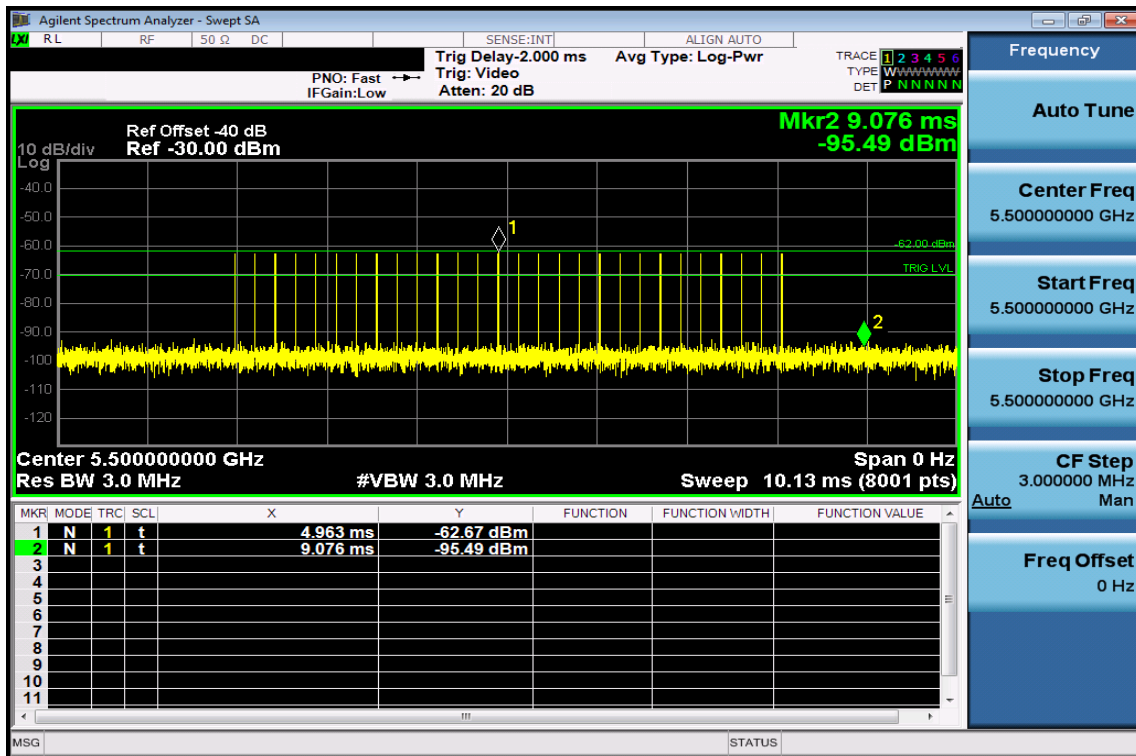 Agilent Spectrum Analyzer - Swept SA
LXI RL RF 50 Ω DC SENSE:INT ALIGN AUTO
Trig Delay-2.000 ms Avg Type: Log-Pwr TRACE 1 2 3 4 5 6
PNO: Fast Trig: Video TYPE WWWWWWW
IFGain:Low Atten: 20 dB DET P N N N N N
Mkr2 9.076 ms
-95.49 dBm
Ref Offset -40 dB
10 dB/div Ref -30.00 dBm
Log
-40.0
-50.0
-60.0
-70.0
-80.0
-90.0
-100
-110
-120
1
-62.00 dBm
TRIG LVL
2
Center 5.500000000 GHz Span 0 Hz
Res BW 3.0 MHz #VBW 3.0 MHz Sweep 10.13 ms (8001 pts)
MKR MODE TRC SCL X Y FUNCTION FUNCTION WIDTH FUNCTION VALUE
1 N 1 t 4.963 ms -62.67 dBm
2 N 1 t 9.076 ms -95.49 dBm
3
4
5
6
7
8
9
10
11
MSG STATUS
Frequency
Auto Tune
Center Freq
5.500000000 GHz
Start Freq
5.500000000 GHz
Stop Freq
5.500000000 GHz
CF Step
3.000000 MHz
Auto Man
Freq Offset
0 Hz